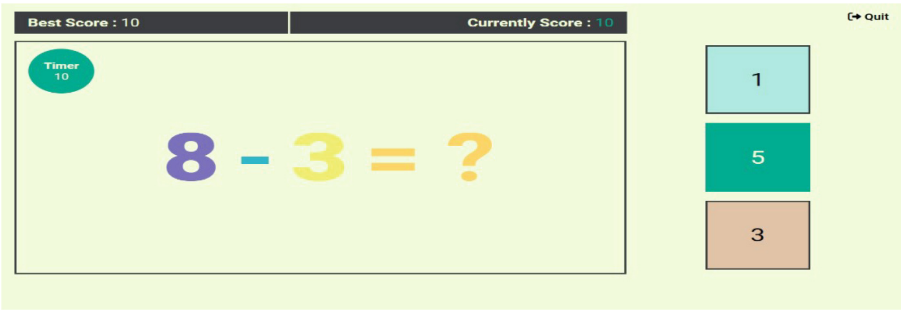 Best Score : 10
Currently Score : 10
Quit
Timer
10
8 - 3 = ?
1
5
3